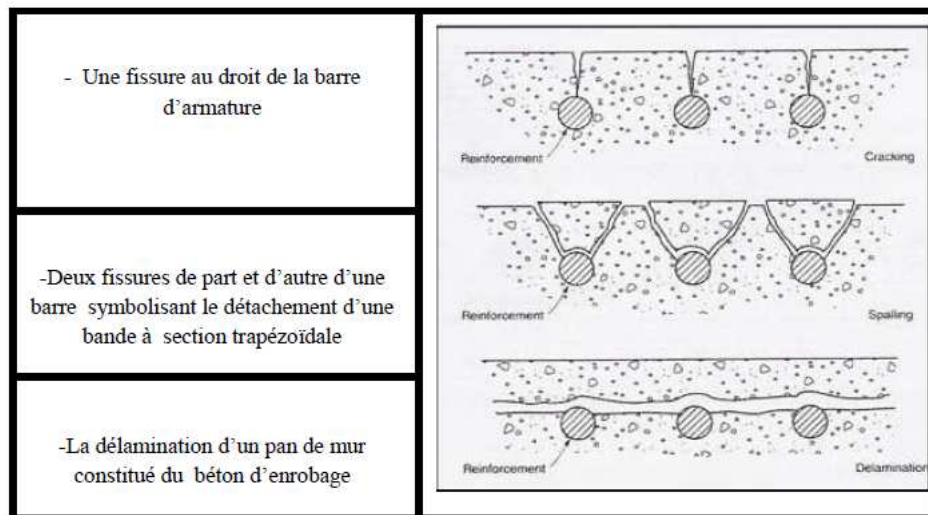 - Une fissure au droit de la barre
d’armature
-Deux fissures de part et d’autre d’une
barre symbolisant le détachement d’une
bande à section trapézoïdale
-La délamination d’un pan de mur
constitué du béton d’enrobage
Reinforcement
Cracking
Reinforcement
Spalling
Reinforcement
Delamination